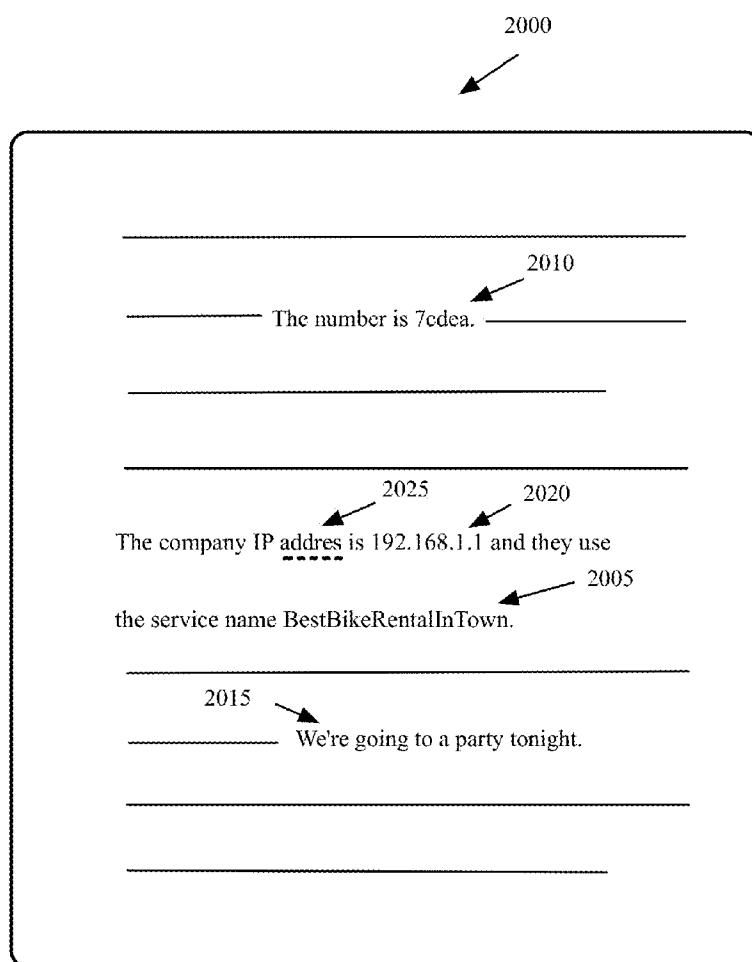 2000
2010
The number is 7cdea.
2025
2020
The company IP addres is 192.168.1.1 and they use
2005
the service name BestBikeRentalInTown.
2015
We're going to a party tonight.